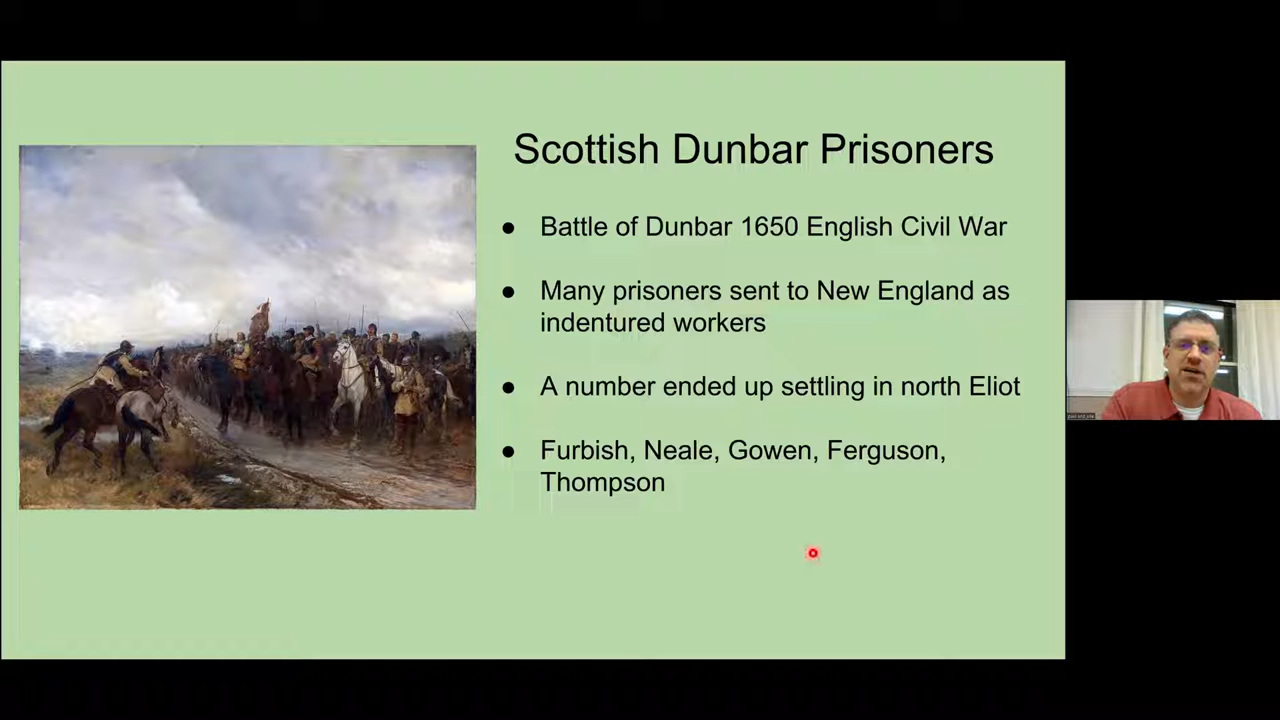 Scottish Dunbar Prisoners
● Battle of Dunbar 1650 English Civil War
● Many prisoners sent to New England as
indentured workers
● A number ended up settling in north Eliot
● Furbish, Neale, Gowen, Ferguson,
Thompson